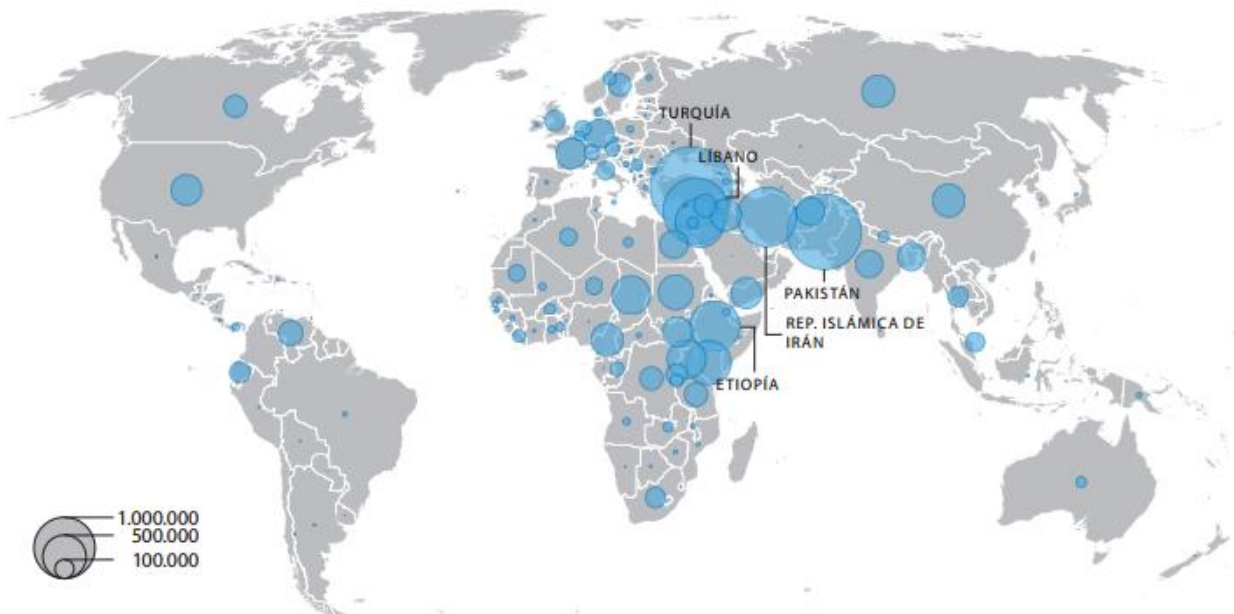 TURQUÍA
LÍBANO
PAKISTÁN
REP. ISLÁMICA DE
IRÁN
ETIOPÍA
1.000.000
500.000
100.000